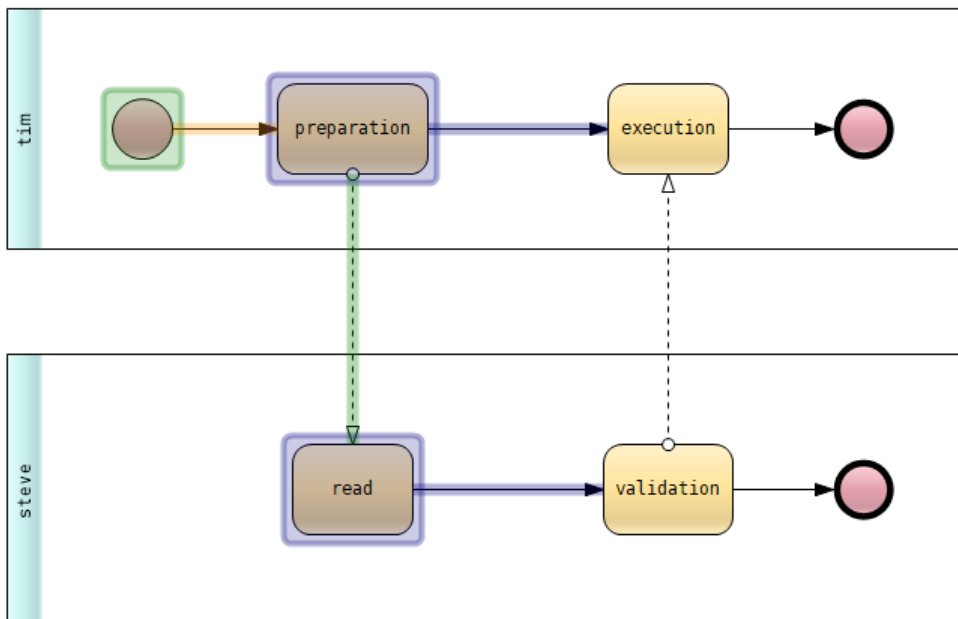 tim
preparation
execution
steve
read
validation